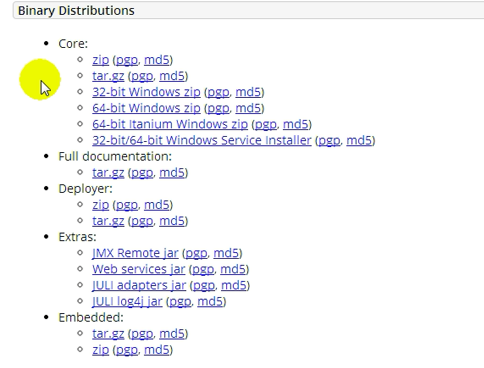 Binary Distributions
Core:
zip (pgp, md5)
tar.gz (pgp, md5)
32-bit Windows zip (pgp, md5)
64-bit Windows zip (pgp, md5)
64-bit Itanium Windows zip (pgp, md5)
32-bit/64-bit Windows Service Installer (pgp, md5)
Full documentation:
tar.gz (pgp, md5)
Deployer:
zip (pgp, md5)
tar.gz (pgp, md5)
Extras:
JMX Remote jar (pgp, md5)
Web services jar (pgp, md5)
JULI adapters jar (pgp, md5)
JULI log4j jar (pgp, md5)
Embedded:
tar.gz (pgp, md5)
zip (pgp, md5)